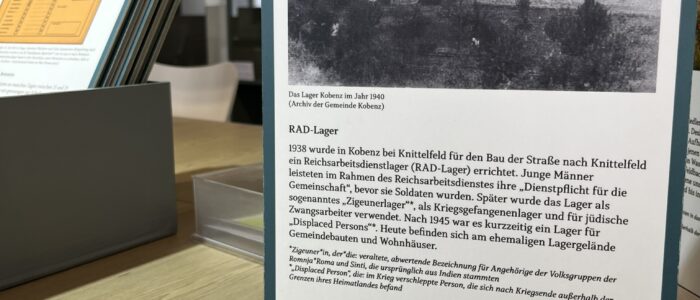 Das Lager Kobenz im Jahr 1940
(Archiv der Gemeinde Kobenz)
RAD-Lager
1938 wurde in Kobenz bei Knittelfeld für den Bau der Straße nach Knittelfeld
ein Reichsarbeitsdienstlager (RAD-Lager) errichtet. Junge Männer
leisteten im Rahmen des Reichsarbeitsdienstes ihre „Dienstpflicht für die
Gemeinschaft“, bevor sie Soldaten wurden. Später wurde das Lager als
sogenanntes „Zigeunerlager“*, als Kriegsgefangenenlager und für jüdische
Zwangsarbeiter verwendet. Nach 1945 war es kurzzeitig ein Lager für
„Displaced Persons“*. Heute befinden sich am ehemaligen Lagergelände
Gemeindebauten und Wohnhäuser.
*Zigeuner*in, der*die: veraltete, abwertende Bezeichnung für Angehörige der Volksgruppen der
Romnja*Roma und Sinti, die ursprünglich aus Indien stammten
*„Displaced Person“, die: im Krieg verschleppte Person, die sich nach Kriegsende außerhalb der
Grenzen ihres Heimatlandes befand